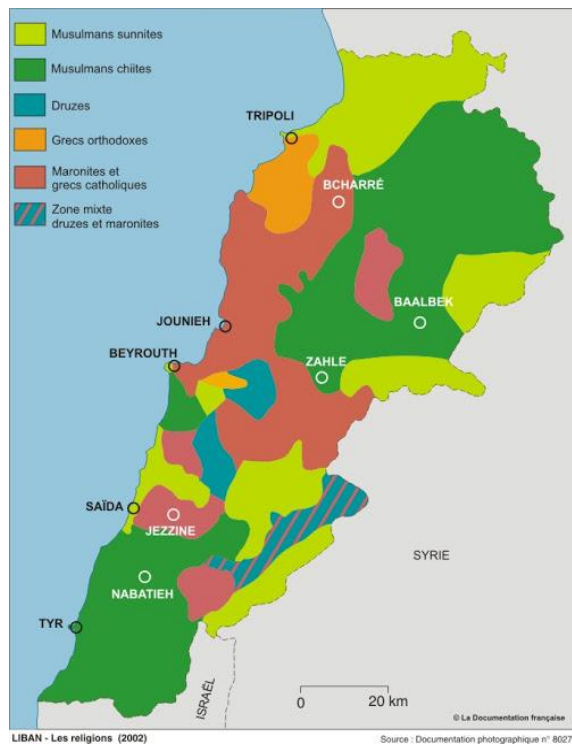 Musulmans sunnites
Musulmans chiites
Druzes
Grecs orthodoxes
Maronites et
grecs catholiques
Zone mixte
druzes et maronites
TRIPOLI
BCHARRÉ
BAALBEK
JOUNIEH
BEYROUTH
ZAHLE
SAÏDA
JEZZINE
SYRIE
NABATIEH
TYR
ISRAËL
0 20 km
© La Documentation française
LIBAN - Les religions (2002)
Source : Documentation photographique n° 8027